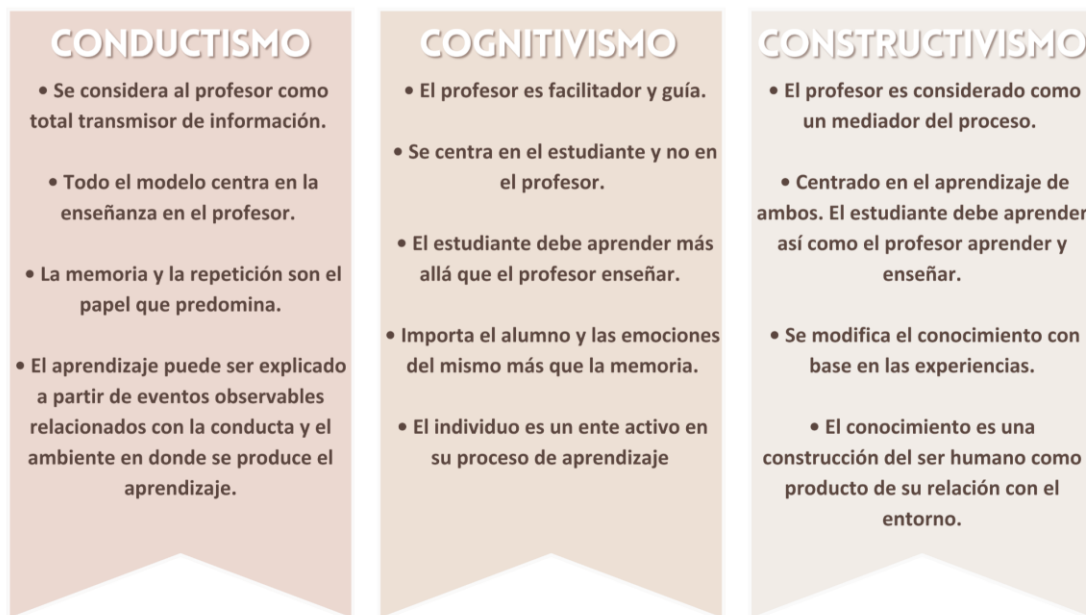 CONDUCTISMO
• Se considera al profesor como
total transmisor de información.
• Todo el modelo centra en la
enseñanza en el profesor.
• La memoria y la repetición son el
papel que predomina.
• El aprendizaje puede ser explicado
a partir de eventos observables
relacionados con la conducta y el
ambiente en donde se produce el
aprendizaje.
COGNITIVISMO
• El profesor es facilitador y guía.
• Se centra en el estudiante y no en
el profesor.
• El estudiante debe aprender más
allá que el profesor enseñar.
• Importa el alumno y las emociones
del mismo más que la memoria.
• El individuo es un ente activo en
su proceso de aprendizaje
CONSTRUCTIVISMO
• El profesor es considerado como
un mediador del proceso.
• Centrado en el aprendizaje de
ambos. El estudiante debe aprender
así como el profesor aprender y
enseñar.
• Se modifica el conocimiento con
base en las experiencias.
• El conocimiento es una
construcción del ser humano como
producto de su relación con el
entorno.